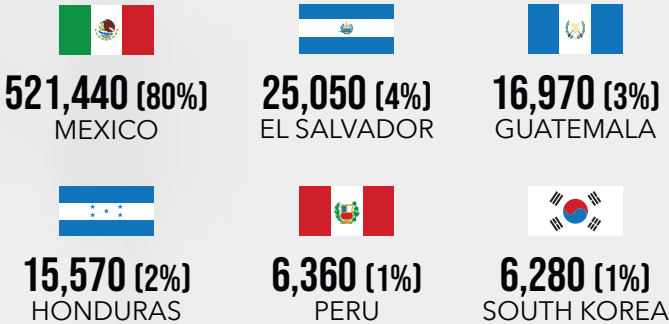 521,440 (80%)
MEXICO
25,050 (4%)
EL SALVADOR
16,970 (3%)
GUATEMALA
15,570 (2%)
HONDURAS
6,360 (1%)
PERU
6,280 (1%)
SOUTH KOREA